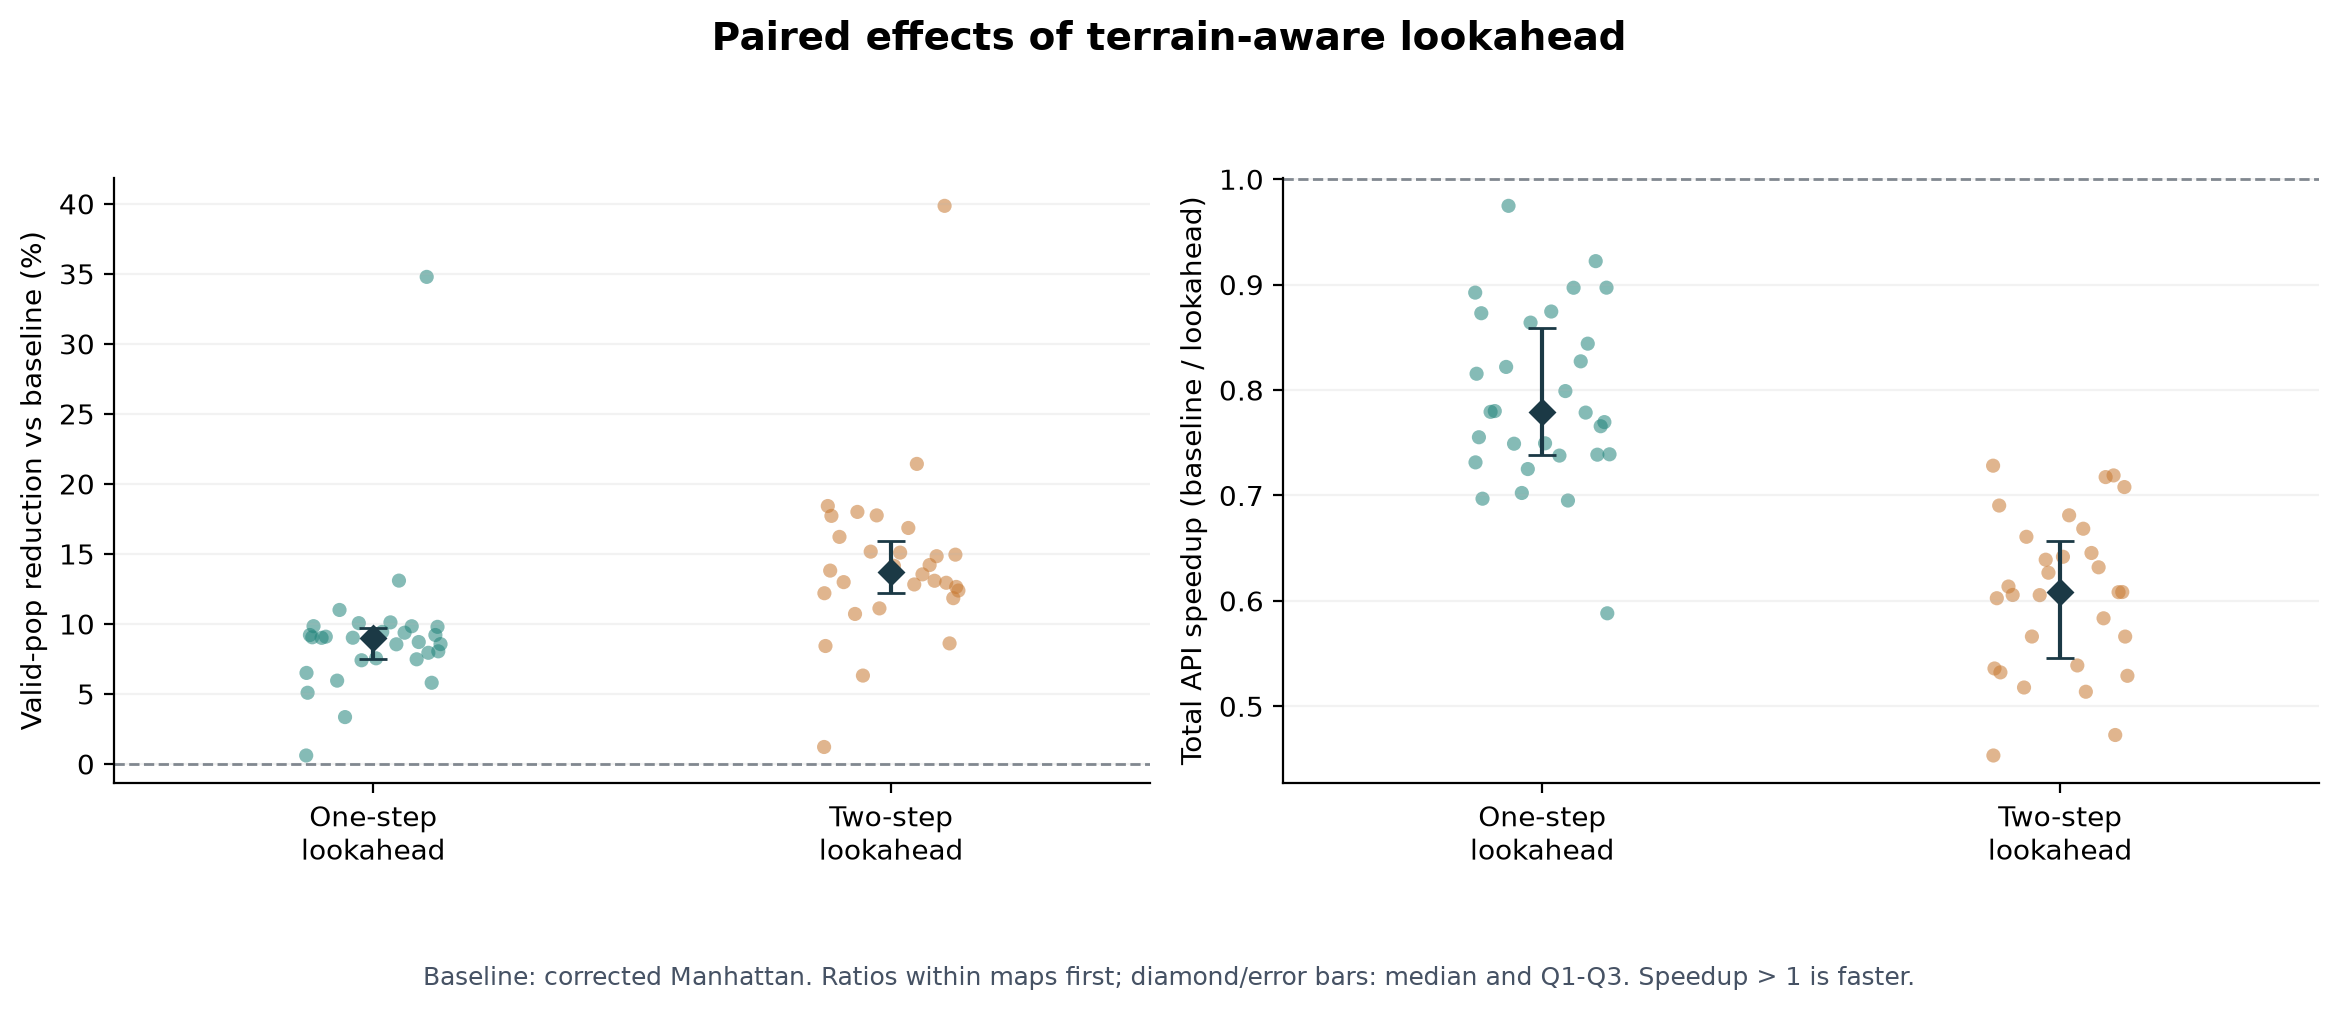 Paired effects of terrain-aware lookahead
Valid-pop reduction vs baseline (%)
40
35
30
25
20
15
10
5
0
One-step
lookahead
Two-step
lookahead
Total API speedup (baseline / lookahead)
1.0
0.9
0.8
0.7
0.6
0.5
One-step
lookahead
Two-step
lookahead
Baseline: corrected Manhattan. Ratios within maps first; diamond/error bars: median and Q1-Q3. Speedup > 1 is faster.